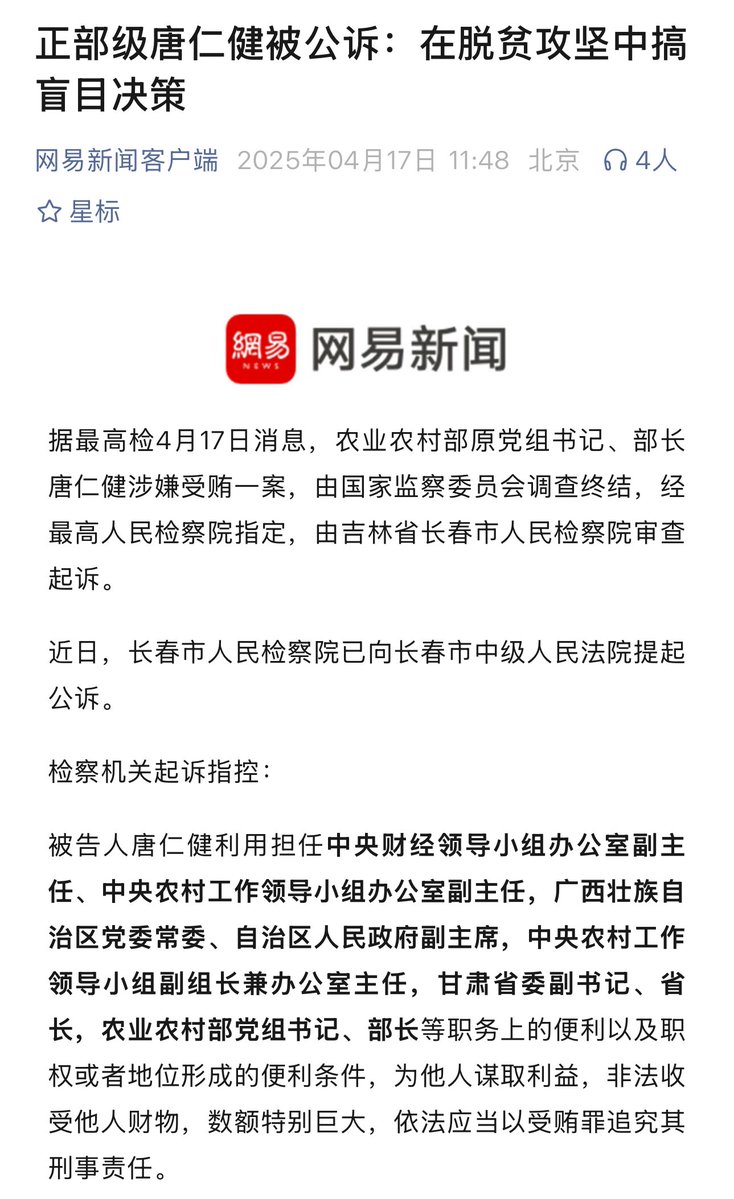 正部级唐仁健被公诉：在脱贫攻坚中搞
盲目决策
网易新闻客户端 2025年04月17日 11:48 北京 4人
星标
網易 NEWS 网易新闻
据最高检4月17日消息，农业农村部原党组书记、部长
唐仁健涉嫌受贿一案，由国家监察委员会调查终结，经
最高人民检察院指定，由吉林省长春市人民检察院审查
起诉。
近日，长春市人民检察院已向长春市中级人民法院提起
公诉。
检察机关起诉指控：
被告人唐仁健利用担任中央财经领导小组办公室副主
任、中央农村工作领导小组办公室副主任，广西壮族自
治区党委常委、自治区人民政府副主席，中央农村工作
领导小组副组长兼办公室主任，甘肃省委副书记、省
长，农业农村部党组书记、部长等职务上的便利以及职
权或者地位形成的便利条件，为他人谋取利益，非法收
受他人财物，数额特别巨大，依法应当以受贿罪追究其
刑事责任。